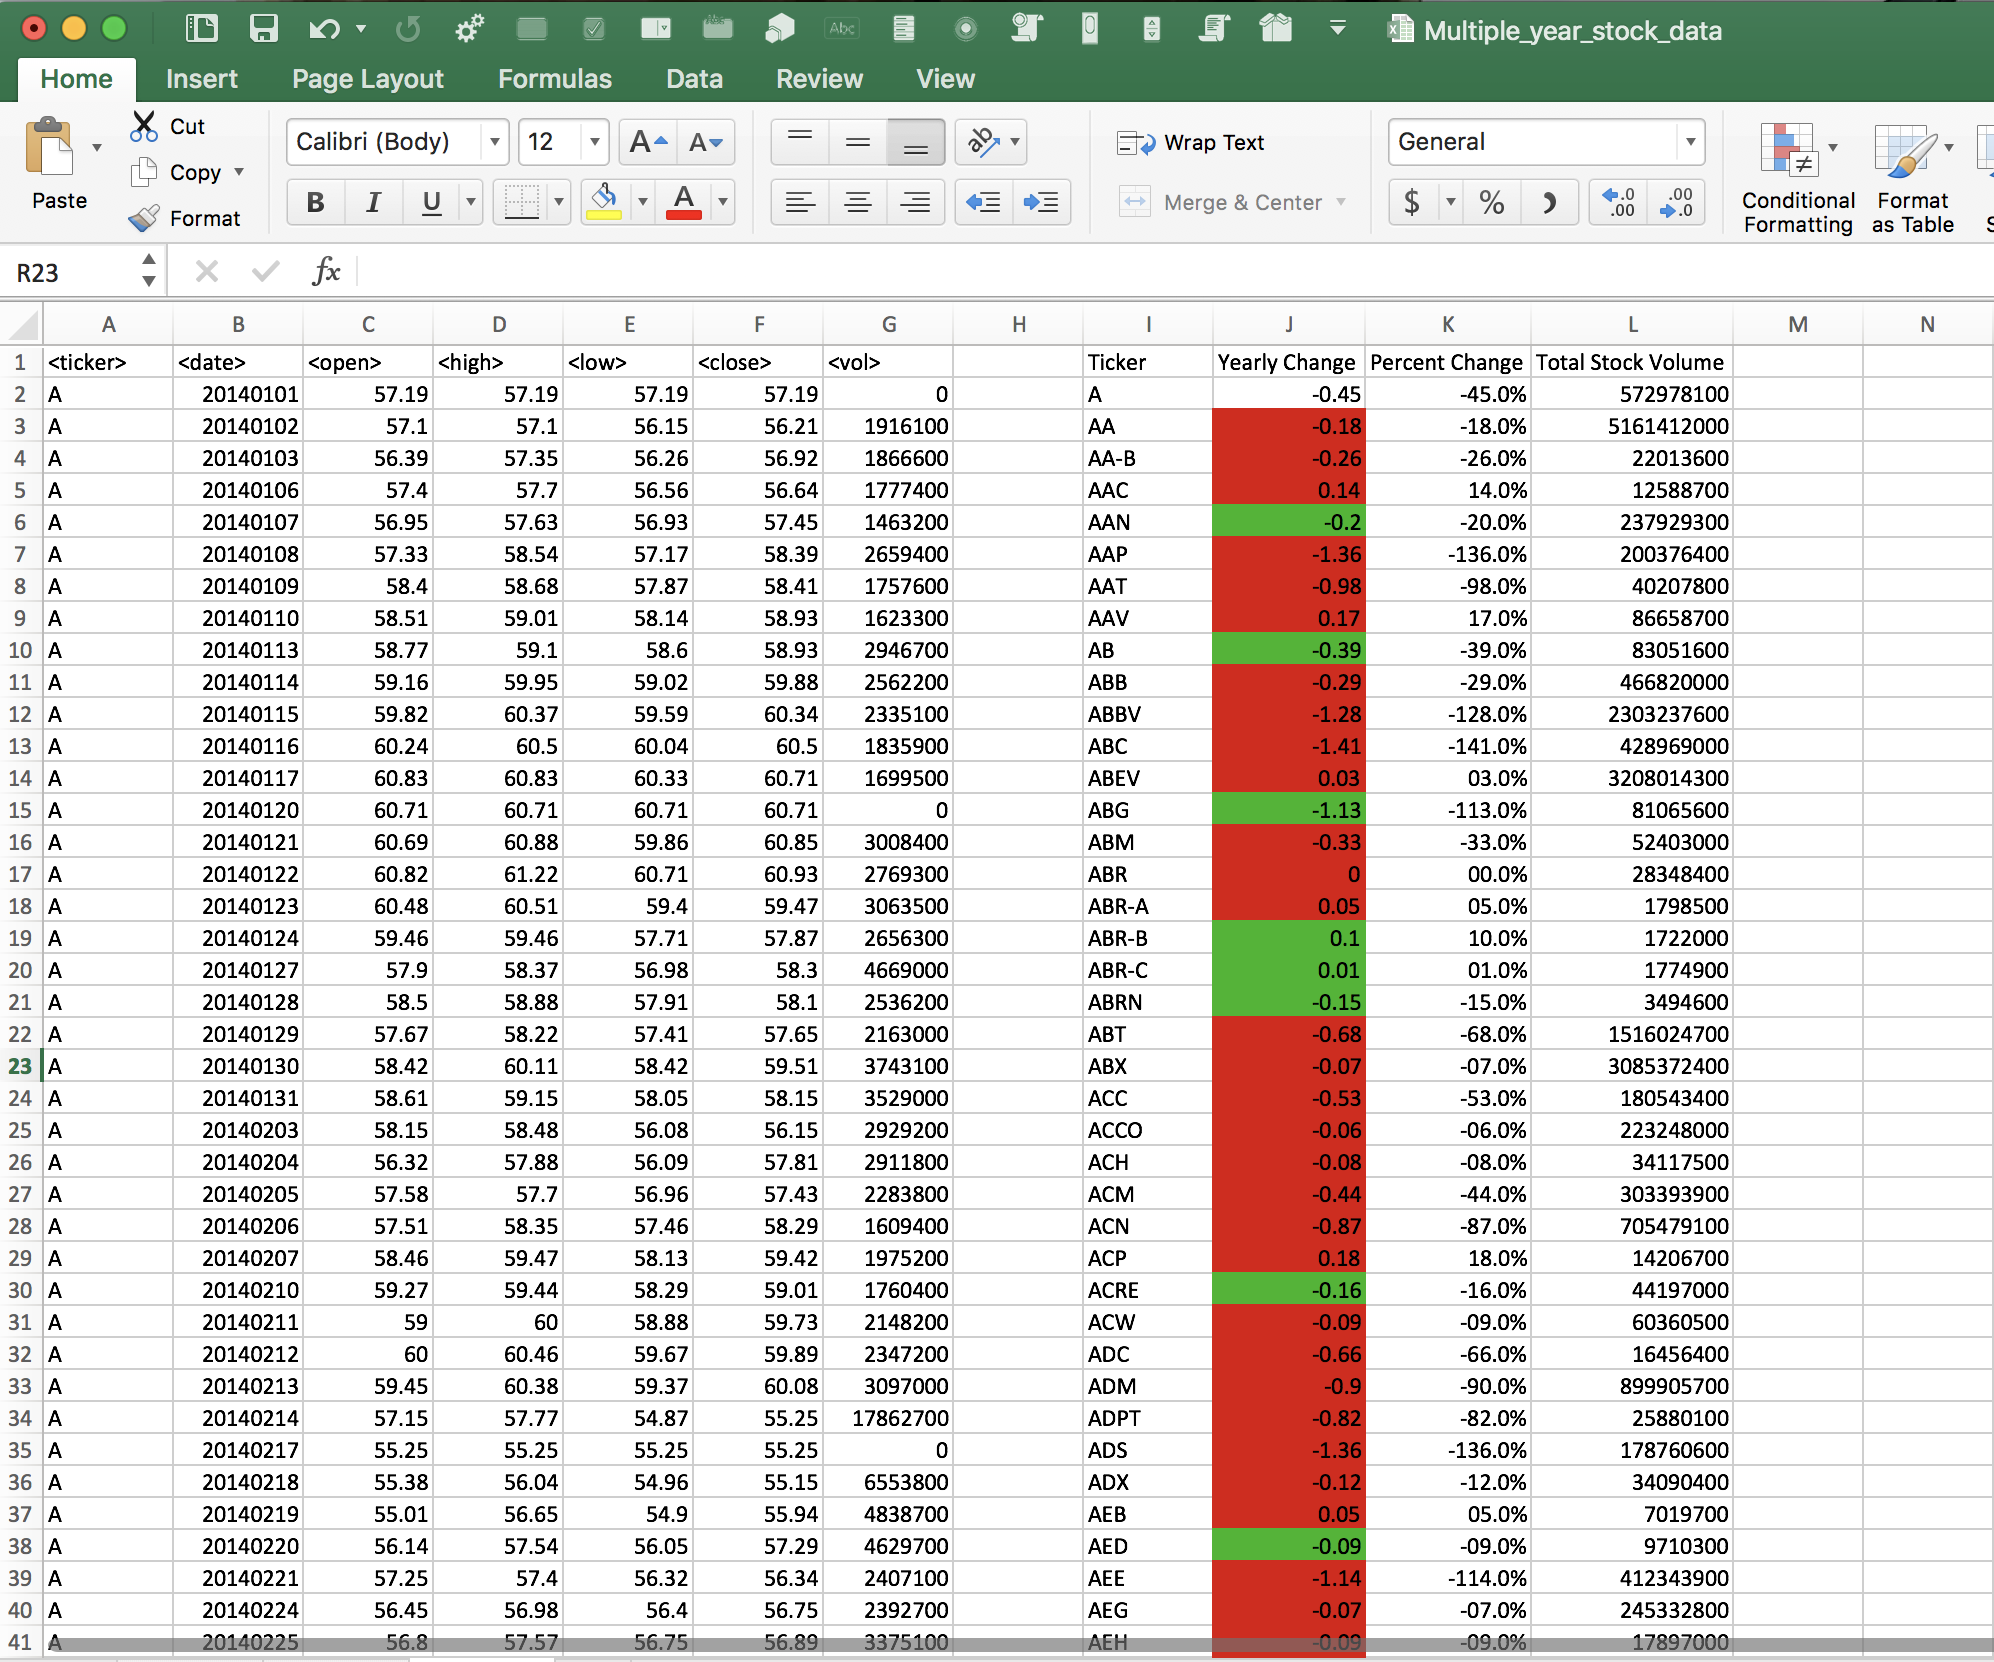 Multiple_year_stock_data
Home Insert Page Layout Formulas Data Review View
Cut Calibri (Body) 12 A A ab Wrap Text General
Paste Copy
Format B I U A Merge & Center $ % .0 .00 .00 .0 Conditional Formatting Format as Table
R23 fx
A B C D E F G H I J K L M N
1 <ticker> <date> <open> <high> <low> <close> <vol> Ticker Yearly Change Percent Change Total Stock Volume
2 A 20140101 57.19 57.19 57.19 57.19 0 A -0.45 -45.0% 572978100
3 A 20140102 57.1 57.1 56.15 56.21 1916100 AA -0.18 -18.0% 5161412000
4 A 20140103 56.39 57.35 56.26 56.92 1866600 AA-B -0.26 -26.0% 22013600
5 A 20140106 57.4 57.7 56.56 56.64 1777400 AAC 0.14 14.0% 12588700
6 A 20140107 56.95 57.63 56.93 57.45 1463200 AAN -0.2 -20.0% 237929300
7 A 20140108 57.33 58.54 57.17 58.39 2659400 AAP -1.36 -136.0% 200376400
8 A 20140109 58.4 58.68 57.87 58.41 1757600 AAT -0.98 -98.0% 40207800
9 A 20140110 58.51 59.01 58.14 58.93 1623300 AAV 0.17 17.0% 86658700
10 A 20140113 58.77 59.1 58.6 58.93 2946700 AB -0.39 -39.0% 83051600
11 A 20140114 59.16 59.95 59.02 59.88 2562200 ABB -0.29 -29.0% 466820000
12 A 20140115 59.82 60.37 59.59 60.34 2335100 ABBV -1.28 -128.0% 2303237600
13 A 20140116 60.24 60.5 60.04 60.5 1835900 ABC -1.41 -141.0% 428969000
14 A 20140117 60.83 60.83 60.33 60.71 1699500 ABEV 0.03 03.0% 3208014300
15 A 20140120 60.71 60.71 60.71 60.71 0 ABG -1.13 -113.0% 81065600
16 A 20140121 60.69 60.88 59.86 60.85 3008400 ABM -0.33 -33.0% 52403000
17 A 20140122 60.82 61.22 60.71 60.93 2769300 ABR 0 00.0% 28348400
18 A 20140123 60.48 60.51 59.4 59.47 3063500 ABR-A 0.05 05.0% 1798500
19 A 20140124 59.46 59.46 57.71 57.87 2656300 ABR-B 0.1 10.0% 1722000
20 A 20140127 57.9 58.37 56.98 58.3 4669000 ABR-C 0.01 01.0% 1774900
21 A 20140128 58.5 58.88 57.91 58.1 2536200 ABRN -0.15 -15.0% 3494600
22 A 20140129 57.67 58.22 57.41 57.65 2163000 ABT -0.68 -68.0% 1516024700
23 A 20140130 58.42 60.11 58.42 59.51 3743100 ABX -0.07 -07.0% 3085372400
24 A 20140131 58.61 59.15 58.05 58.15 3529000 ACC -0.53 -53.0% 180543400
25 A 20140203 58.15 58.48 56.08 56.15 2929200 ACCO -0.06 -06.0% 223248000
26 A 20140204 56.32 57.88 56.09 57.81 2911800 ACH -0.08 -08.0% 34117500
27 A 20140205 57.58 57.7 56.96 57.43 2283800 ACM -0.44 -44.0% 303393900
28 A 20140206 57.51 58.35 57.46 58.29 1609400 ACN -0.87 -87.0% 705479100
29 A 20140207 58.46 59.47 58.13 59.42 1975200 ACP 0.18 18.0% 14206700
30 A 20140210 59.27 59.44 58.29 59.01 1760400 ACRE -0.16 -16.0% 44197000
31 A 20140211 59 60 58.88 59.73 2148200 ACW -0.09 -09.0% 60360500
32 A 20140212 60 60.46 59.67 59.89 2347200 ADC -0.66 -66.0% 16456400
33 A 20140213 59.45 60.38 59.37 60.08 3097000 ADM -0.9 -90.0% 899905700
34 A 20140214 57.15 57.77 54.87 55.25 17862700 ADPT -0.82 -82.0% 25880100
35 A 20140217 55.25 55.25 55.25 55.25 0 ADS -1.36 -136.0% 178760600
36 A 20140218 55.38 56.04 54.96 55.15 6553800 ADX -0.12 -12.0% 34090400
37 A 20140219 55.01 56.65 54.9 55.94 4838700 AEB 0.05 05.0% 7019700
38 A 20140220 56.14 57.54 56.05 57.29 4629700 AED -0.09 -09.0% 9710300
39 A 20140221 57.25 57.4 56.32 56.34 2407100 AEE -1.14 -114.0% 412343900
40 A 20140224 56.45 56.98 56.4 56.75 2392700 AEG -0.07 -07.0% 245332800
41 A 20140225 56.8 57.57 56.75 56.89 3375100 AEH -0.09 -09.0% 17897000